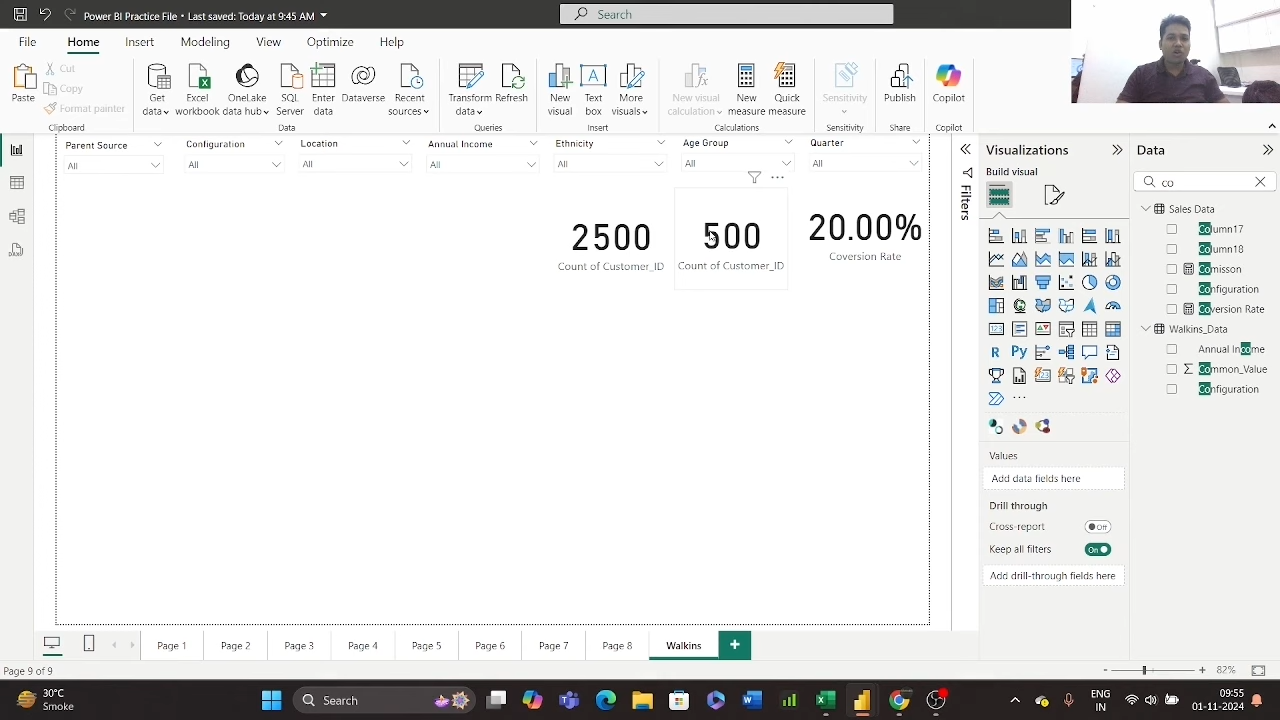 Power BI Practice File • Last saved: Today at 9:45 AM
Search
File
Home
Insert
Modeling
View
Optimize
Help
Paste
Cut
Copy
Format painter
Clipboard
Get data
Excel workbook
OneLake data hub
SQL Server
Enter data
Dataverse
Recent sources
Data
Transform data
Refresh
Queries
New visual
Text box
More visuals
Insert
New visual calculation
New measure
Quick measure
Calculations
Sensitivity
Sensitivity
Publish
Share
Copilot
Copilot
Parent Source
All
Configuration
All
Location
All
Annual Income
All
Ethnicity
All
Age Group
All
Quarter
All
2500
Count of Customer_ID
500
Count of Customer_ID
20.00%
Coversion Rate
Filters
Visualizations
Build visual
Values
Add data fields here
Drill through
Cross-report
Off
Keep all filters
On
Add drill-through fields here
Data
co
Sales Data
Column17
Column18
Comisson
Configuration
Coversion Rate
Walkins_Data
Annual Income
Common_Value
Configuration
Page 1
Page 2
Page 3
Page 4
Page 5
Page 6
Page 7
Page 8
Walkins
Page 9 of 9
82%
30°C
Smoke
Search
ENG
IN
09:55
01-11-2024